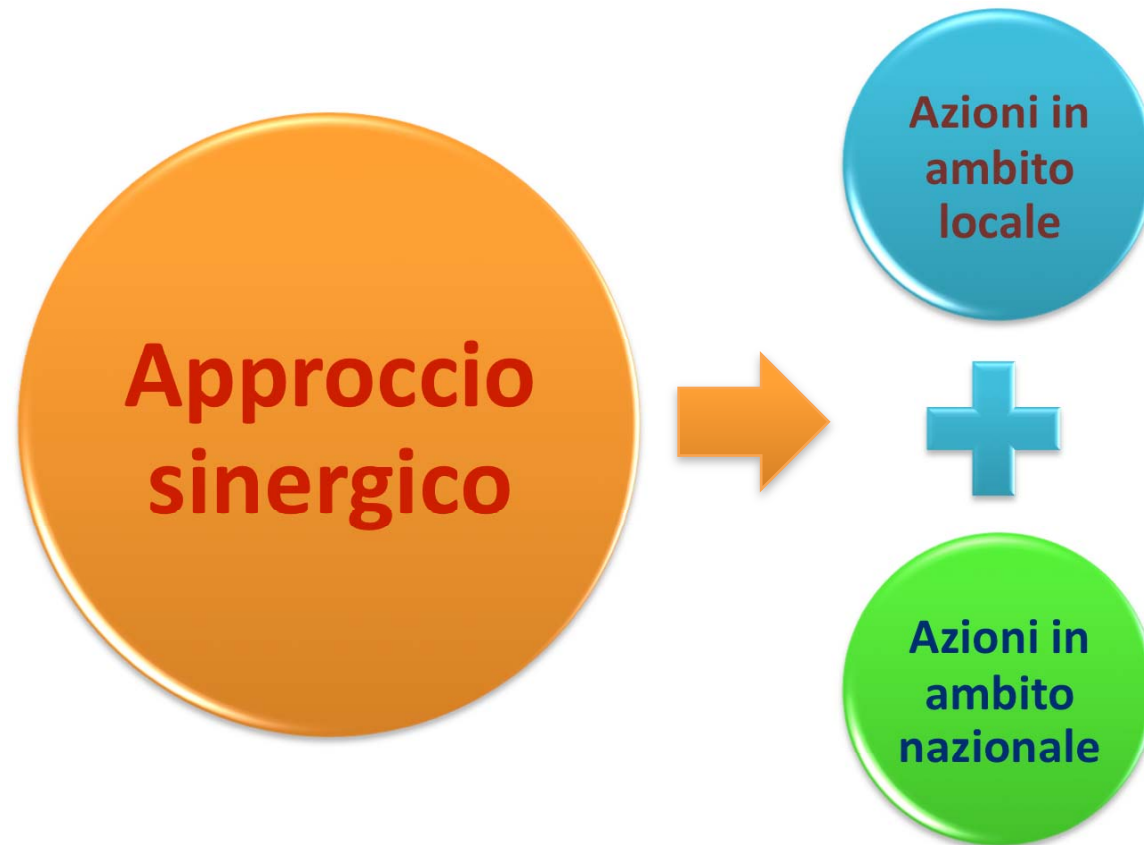 Approccio
sinergico
Azioni in
ambito
locale
Azioni in
ambito
nazionale